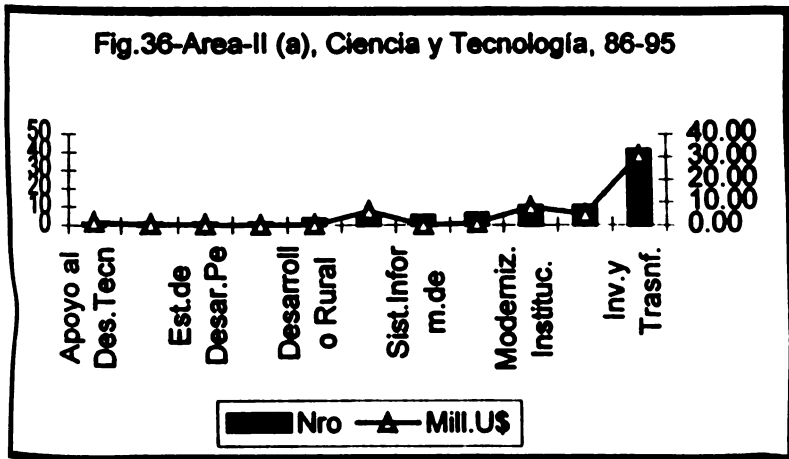 Fig.36-Area-II (a), Ciencia y Tecnología, 86-95
50
40
30
20
10
0
40.00
30.00
20.00
10.00
0.00
Apoyo al
Des.Tecn
Est.de
Desar.Pe
Desarroll
o Rural
Sist.Infor
m.de
Moderniz.
Instituc.
Inv.y
Trasnf.
Nro
Mill.U$